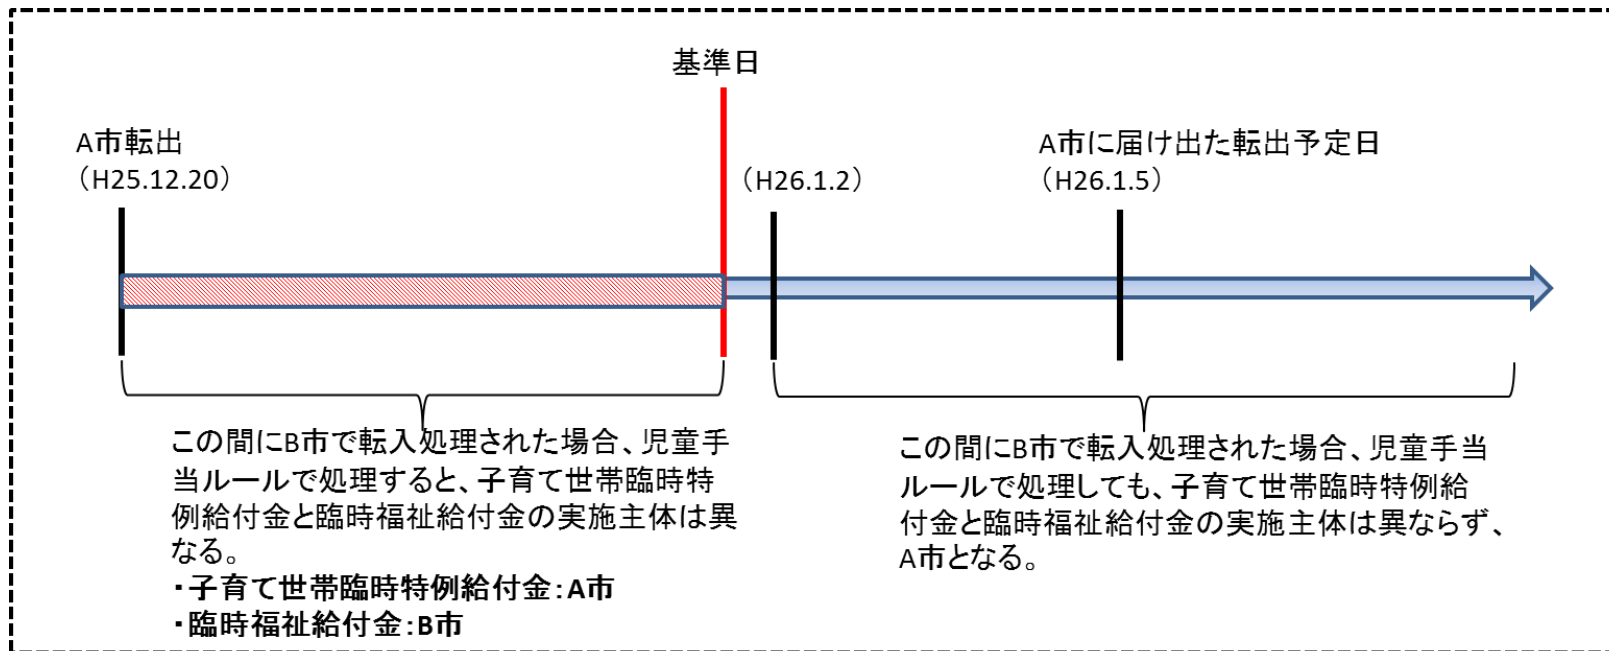 基準日
A市転出
（H25.12.20）
（H26.1.2）
A市に届け出た転出予定日
（H26.1.5）
この間にB市で転入処理された場合、児童手
当ルールで処理すると、子育て世帯臨時特
例給付金と臨時福祉給付金の実施主体は異
なる。
・子育て世帯臨時特例給付金：A市
・臨時福祉給付金：B市
この間にB市で転入処理された場合、児童手当
ルールで処理しても、子育て世帯臨時特例給
付金と臨時福祉給付金の実施主体は異ならず、
A市となる。